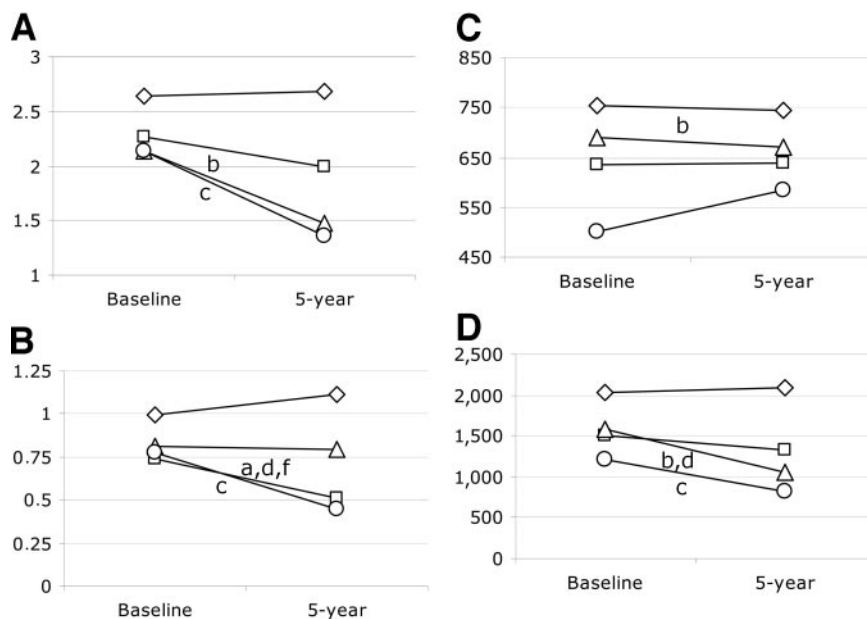 A
3
2.5
2
1.5
1
b
c
Baseline
5-year
B
1.25
1
0.75
0.5
0.25
0
a,d,f
c
Baseline
5-year
C
850
750
650
550
450
b
Baseline
5-year
D
2,500
2,000
1,500
1,000
500
0
b,d
c
Baseline
5-year